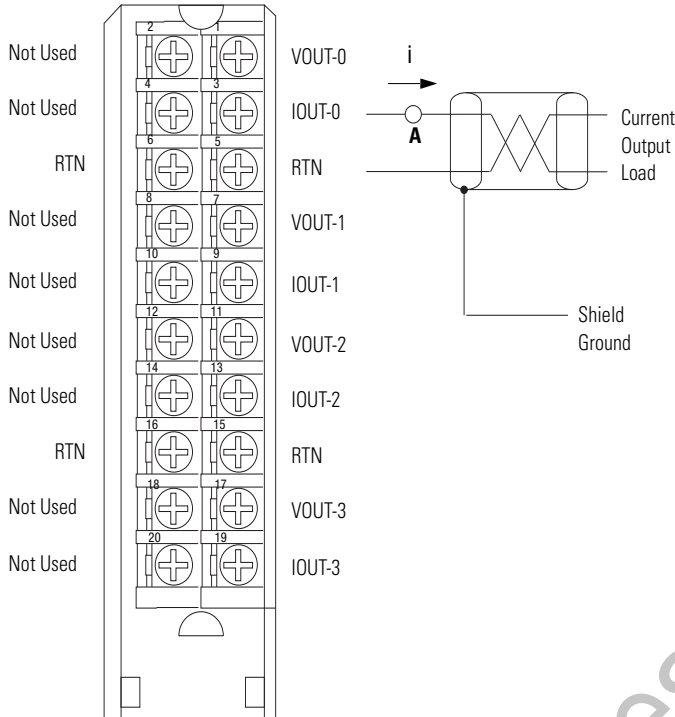 2 1
Not Used VOUT-0 i
4 3
Not Used IOUT-0 A Current
Output
Load
6 5
RTN RTN
8 7
Not Used VOUT-1
10 9
Not Used IOUT-1
12 11
Not Used VOUT-2
Shield
Ground
14 13
Not Used IOUT-2
16 15
RTN RTN
18 17
Not Used VOUT-3
20 19
Not Used IOUT-3